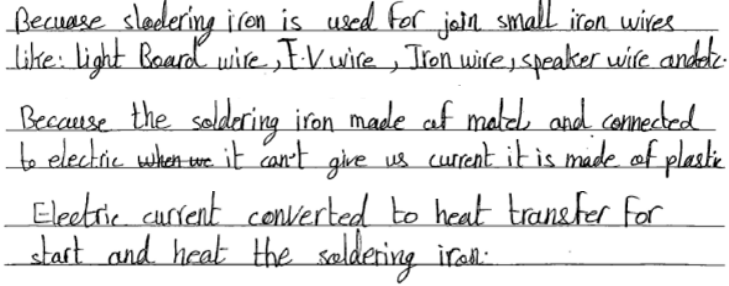 Becuase slodering iron is used for join small iron wires
like: light Board wire, T.V wire, Iron wire, speaker wire andetc.
Because the soldering iron made of matel and connected
to electric when we it can't give us current it is made of plastic
Electric current converted to heat transfer for
start and heat the soldering iron.